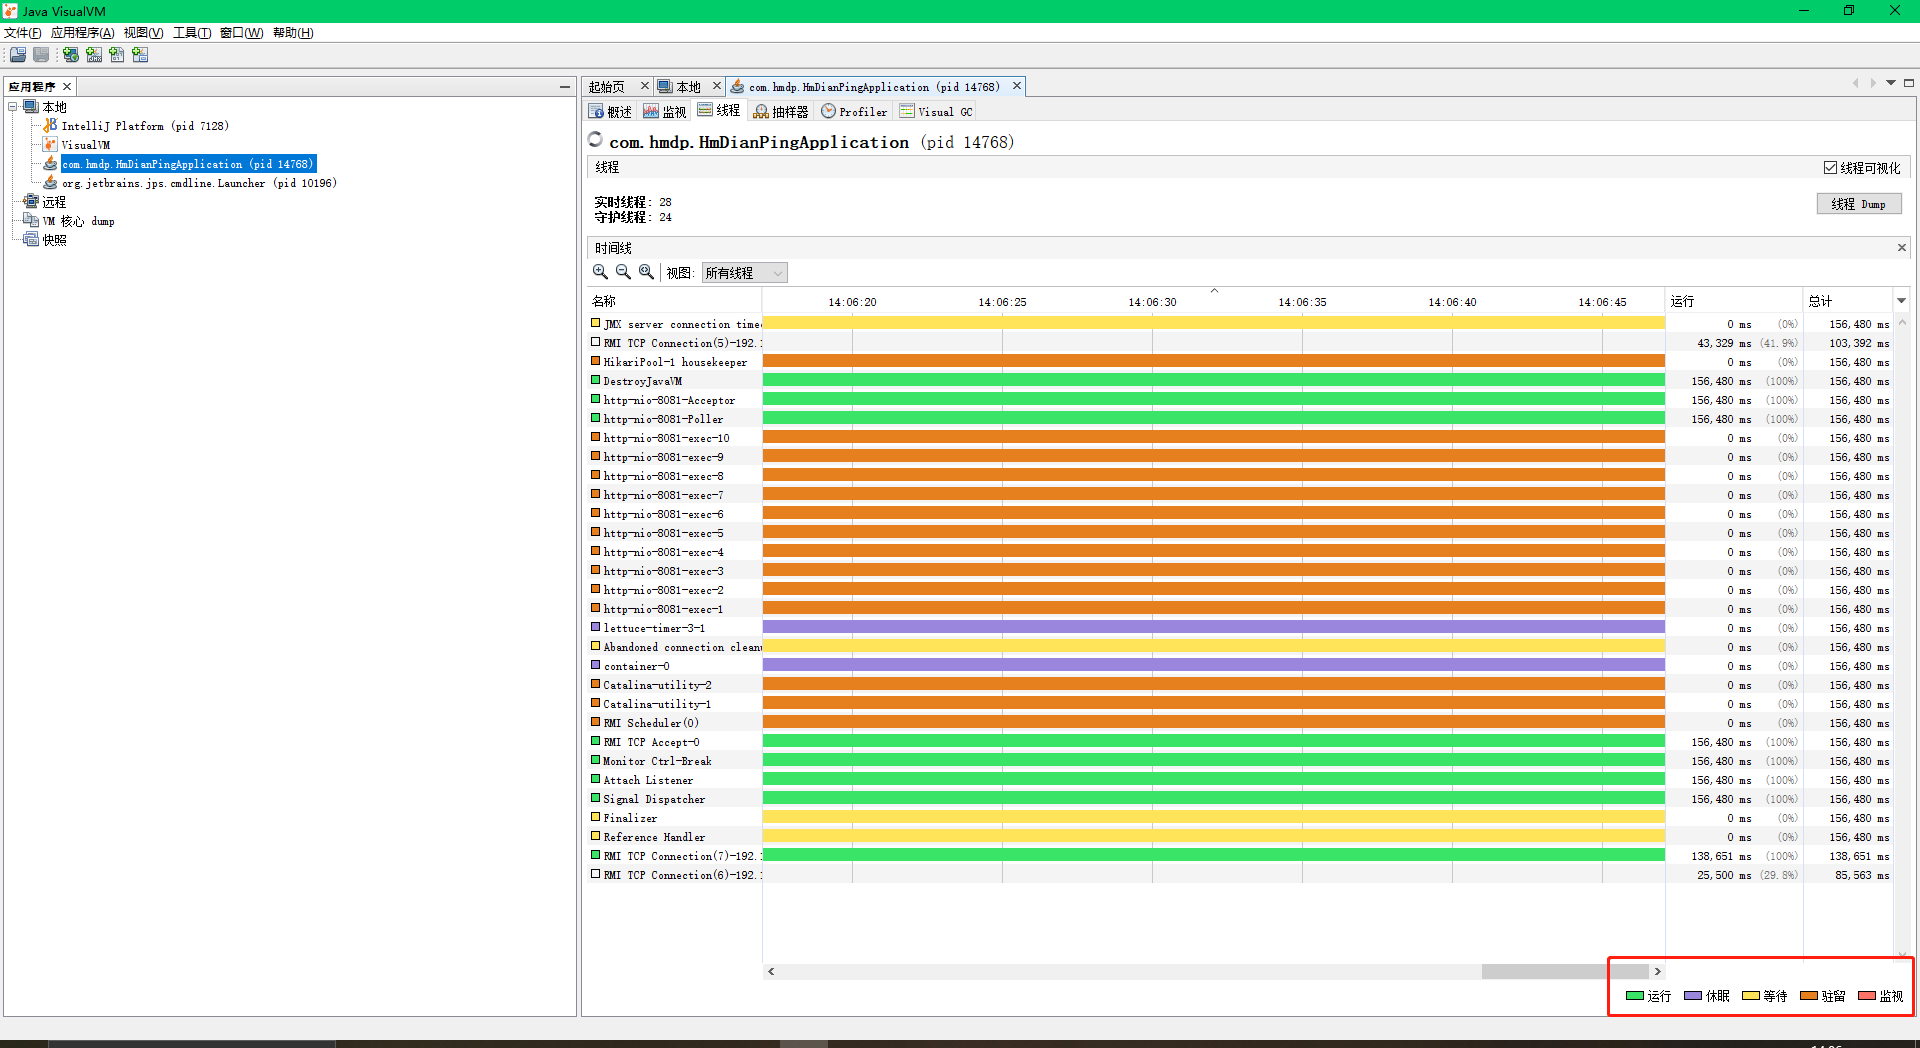 Java VisualVM
文件(F) 应用程序(A) 视图(V) 工具(T) 窗口(W) 帮助(H)
应用程序
本地
IntelliJ Platform (pid 7128)
VisualVM
com.hmdp.HmDianPingApplication (pid 14768)
org.jetbrains.jps.cmdline.Launcher (pid 10196)
远程
VM 核心 dump
快照
起始页 本地 com.hmdp.HmDianPingApplication (pid 14768)
概述 监视 线程 抽样器 Profiler Visual GC
com.hmdp.HmDianPingApplication (pid 14768)
线程 线程可视化
实时线程: 28
守护线程: 24
线程 Dump
时间线
视图: 所有线程
名称 14:06:20 14:06:25 14:06:30 14:06:35 14:06:40 14:06:45 运行 总计
JMX server connection time 0 ms (0%) 156,480 ms
RMI TCP Connection(5)-192. 43,329 ms (41.9%) 103,392 ms
HikariPool-1 housekeeper 0 ms (0%) 156,480 ms
DestroyJavaVM 156,480 ms (100%) 156,480 ms
http-nio-8081-Acceptor 156,480 ms (100%) 156,480 ms
http-nio-8081-Poller 156,480 ms (100%) 156,480 ms
http-nio-8081-exec-10 0 ms (0%) 156,480 ms
http-nio-8081-exec-9 0 ms (0%) 156,480 ms
http-nio-8081-exec-8 0 ms (0%) 156,480 ms
http-nio-8081-exec-7 0 ms (0%) 156,480 ms
http-nio-8081-exec-6 0 ms (0%) 156,480 ms
http-nio-8081-exec-5 0 ms (0%) 156,480 ms
http-nio-8081-exec-4 0 ms (0%) 156,480 ms
http-nio-8081-exec-3 0 ms (0%) 156,480 ms
http-nio-8081-exec-2 0 ms (0%) 156,480 ms
http-nio-8081-exec-1 0 ms (0%) 156,480 ms
lettuce-timer-3-1 0 ms (0%) 156,480 ms
Abandoned connection clean 0 ms (0%) 156,480 ms
container-0 0 ms (0%) 156,480 ms
Catalina-utility-2 0 ms (0%) 156,480 ms
Catalina-utility-1 0 ms (0%) 156,480 ms
RMI Scheduler(0) 0 ms (0%) 156,480 ms
RMI TCP Accept-0 156,480 ms (100%) 156,480 ms
Monitor Ctrl-Break 156,480 ms (100%) 156,480 ms
Attach Listener 156,480 ms (100%) 156,480 ms
Signal Dispatcher 156,480 ms (100%) 156,480 ms
Finalizer 0 ms (0%) 156,480 ms
Reference Handler 0 ms (0%) 156,480 ms
RMI TCP Connection(7)-192. 138,651 ms (100%) 138,651 ms
RMI TCP Connection(6)-192. 25,500 ms (29.8%) 85,563 ms
运行 休眠 等待 驻留 监视